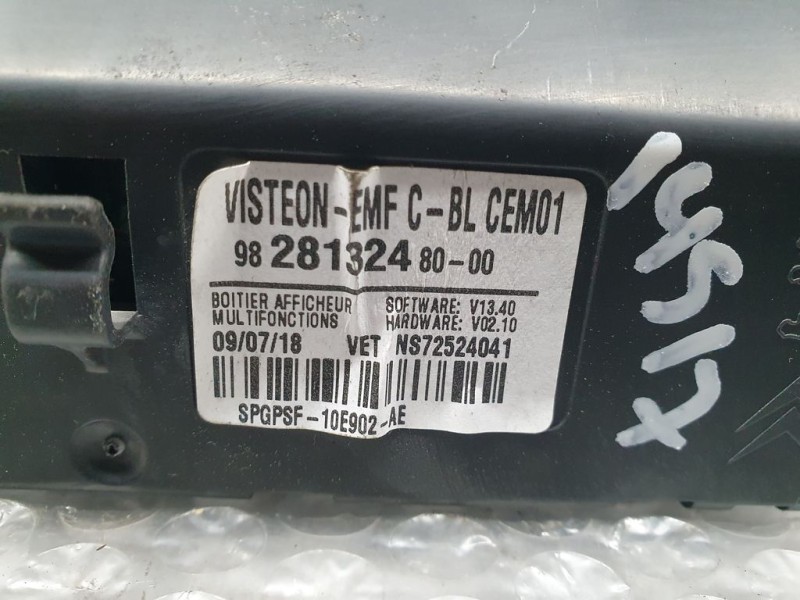 VISTEON-EMF C-BL CEM01
98 281324 80-00
BOITIER AFFICHEUR SOFTWARE: V13.40
MULTIFONCTIONS HARDWARE: V02.10
09/07/18 VET NS72524041
SPGPSF-10E902-AE